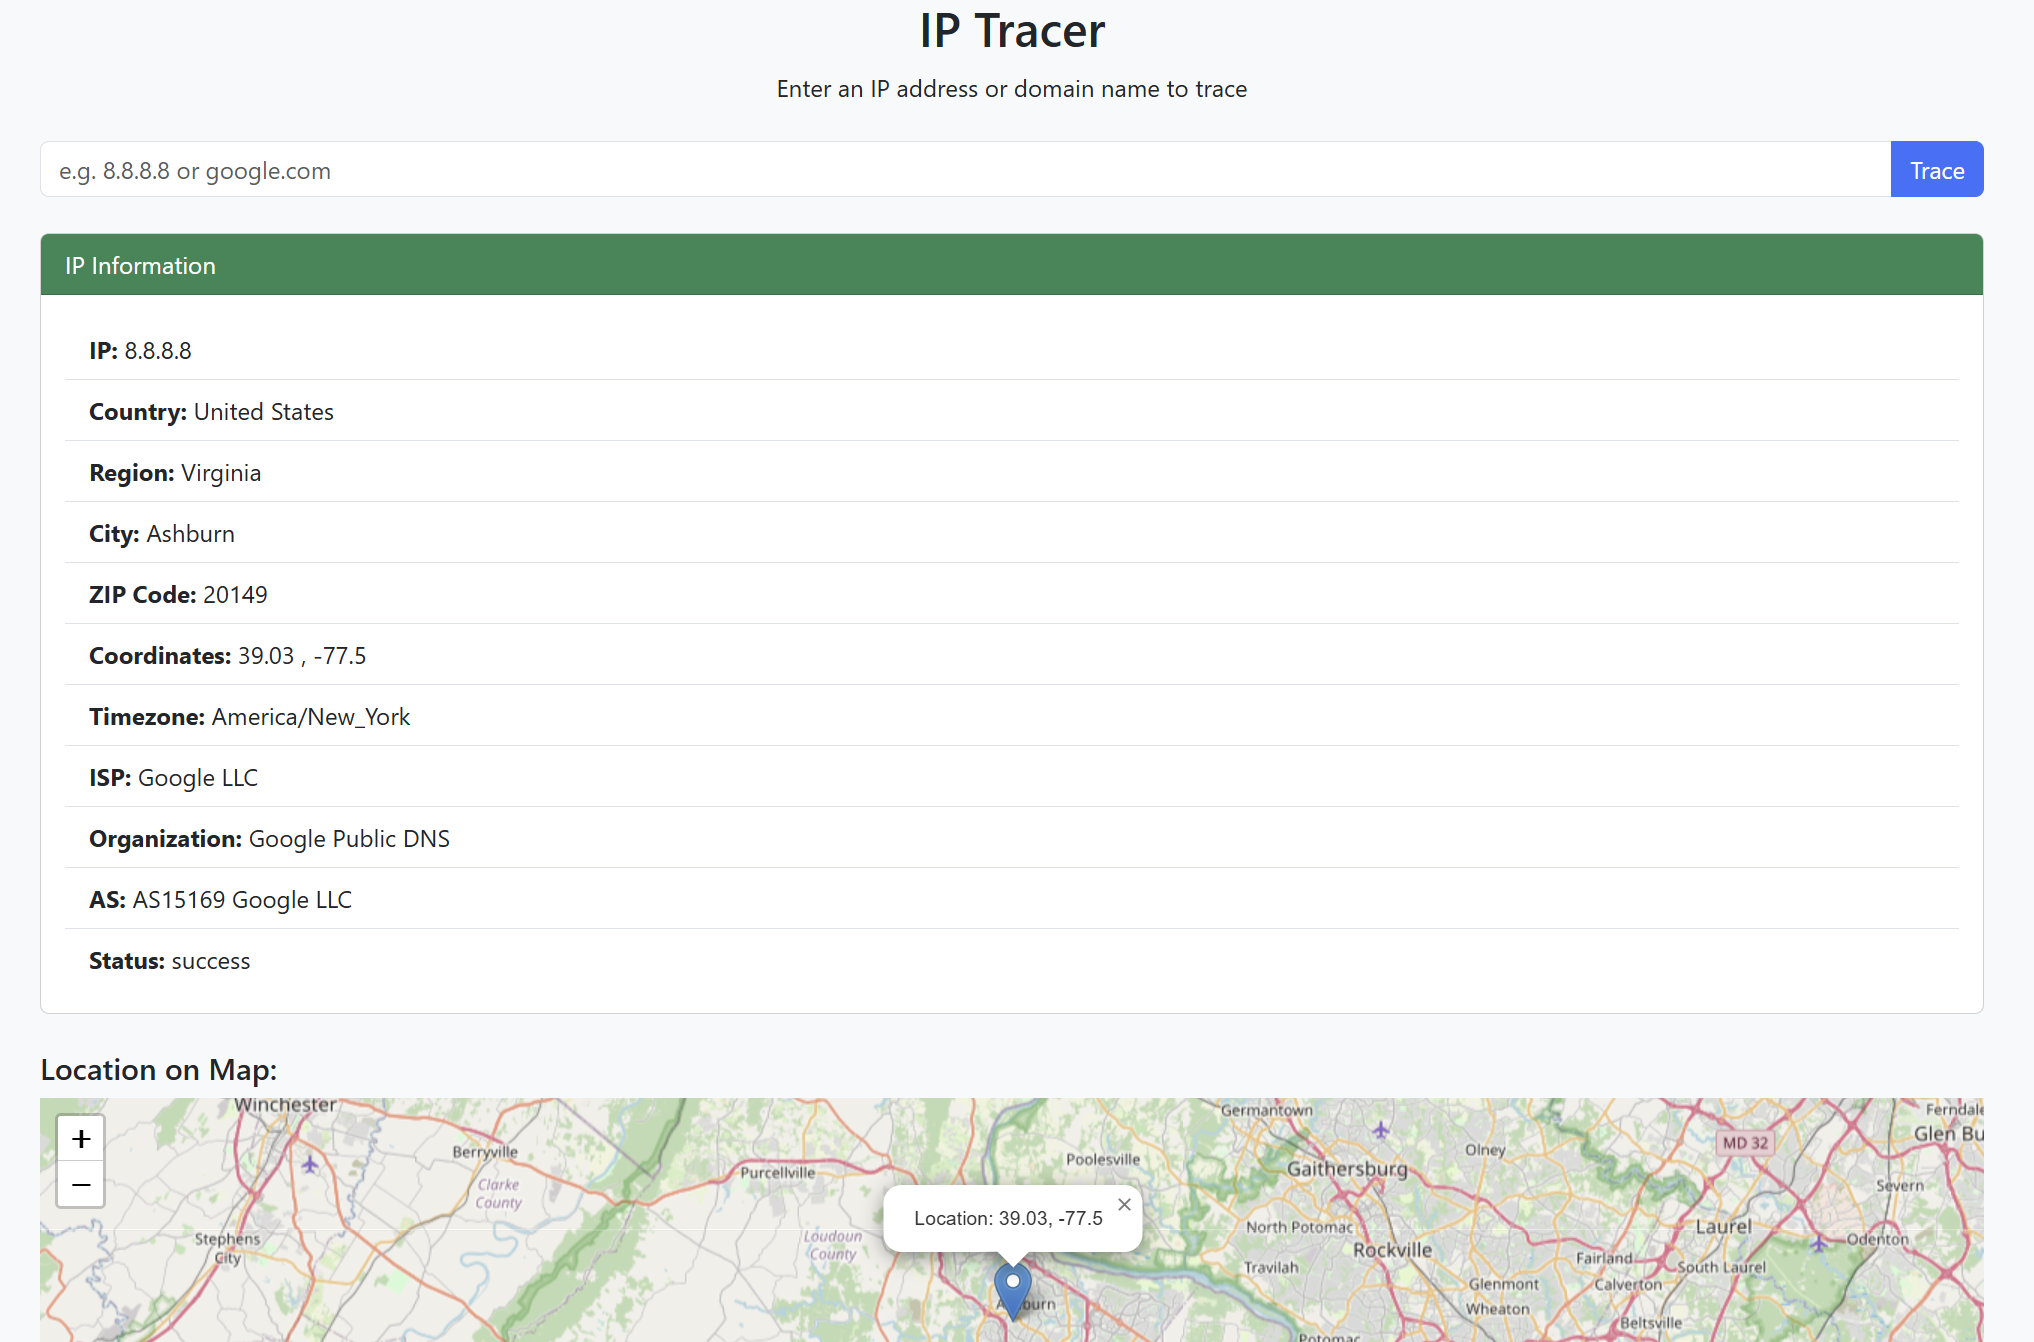 IP Tracer
Enter an IP address or domain name to trace
e.g. 8.8.8.8 or google.com
Trace
IP Information
IP: 8.8.8.8
Country: United States
Region: Virginia
City: Ashburn
ZIP Code: 20149
Coordinates: 39.03 , -77.5
Timezone: America/New_York
ISP: Google LLC
Organization: Google Public DNS
AS: AS15169 Google LLC
Status: success
Location on Map:
+
−
Winchester
Germantown
MD 32
Glen Bu
Berryville
Olney
Poolesville
Purcellville
Gaithersburg
Clarke
County
Severn
Location: 39.03, -77.5
×
North Potomac
Laurel
Stephens
City
Loudoun
County
Rockville
Odenton
Fairland
Travilah
South Laurel
Glenmont
Calverton
Wheaton
Beltsville
Potomac